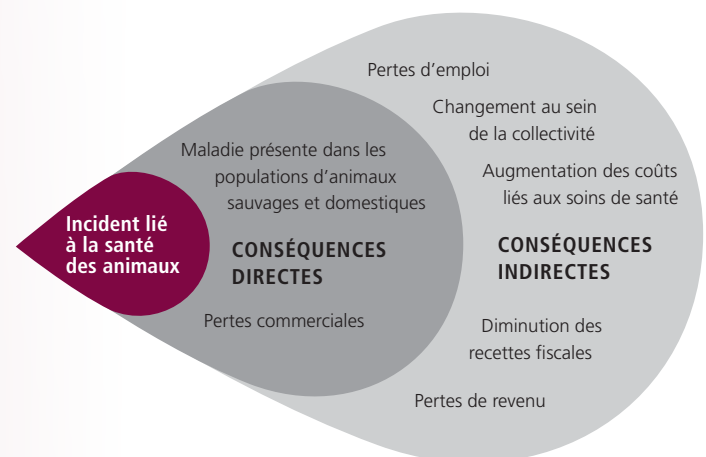 Pertes d'emploi
Changement au sein
de la collectivité
Maladie présente dans les
populations d'animaux
sauvages et domestiques
Augmentation des coûts
liés aux soins de santé
Incident lié
à la santé
des animaux
CONSÉQUENCES
DIRECTES
CONSÉQUENCES
INDIRECTES
Pertes commerciales
Diminution des
recettes fiscales
Pertes de revenu